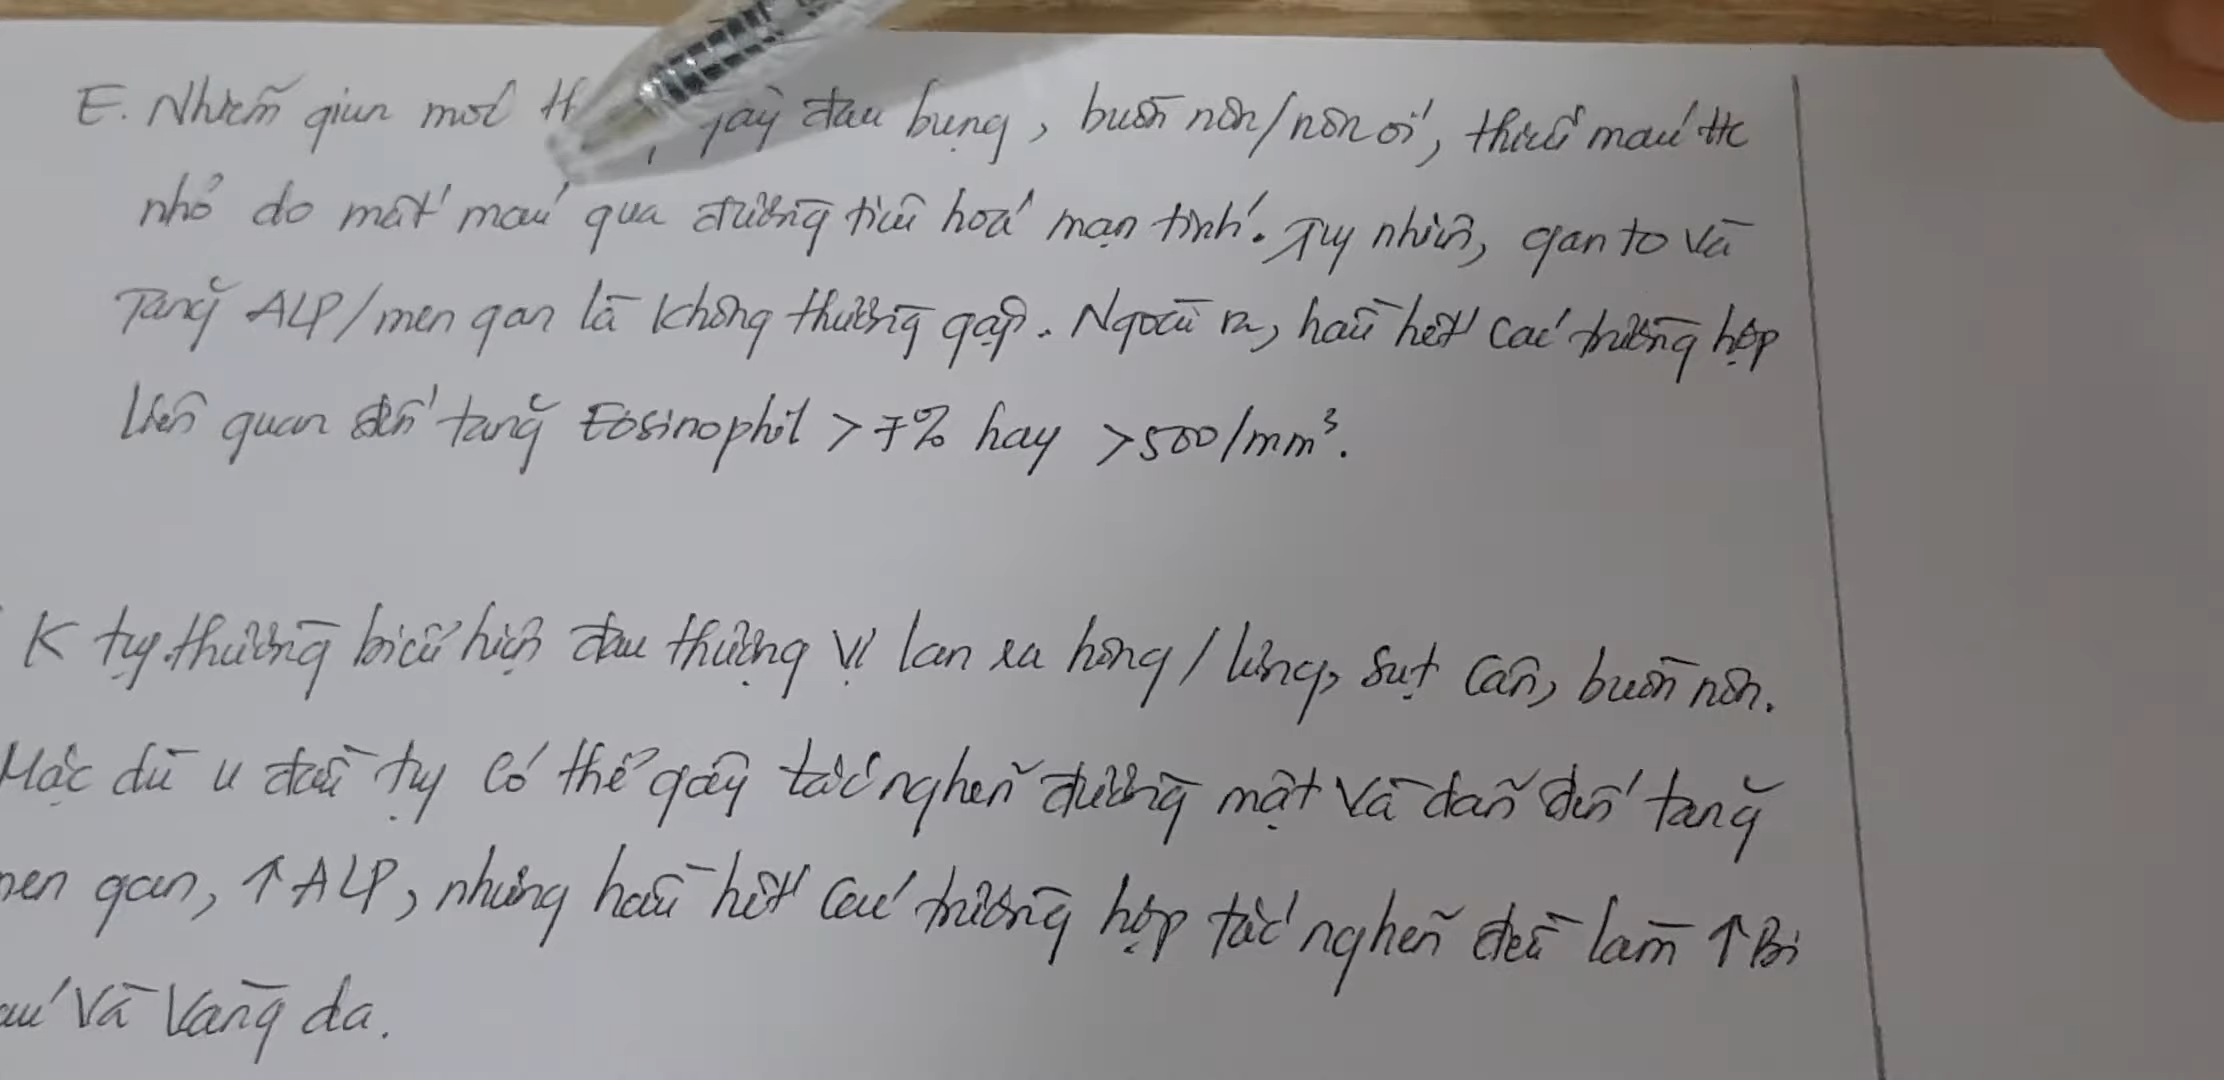 E. Nhiễm giun móc gây đau bụng, buồn nôn/nôn ói, thiếu máu HC
nhỏ do mất máu qua đường tiêu hoá mạn tính. Tuy nhiên, gan to và
Tăng ALP/men gan là không thường gặp. Ngoài ra, hầu hết các trường hợp
liên quan đến tăng Eosinophil > 7% hay > 500/mm³.
K tụy thường biểu hiện đau thượng vị lan ra hông/lưng, sụt cân, buồn nôn.
Mặc dù u đầu tụy có thể gây tắc nghẽn đường mật và dẫn đến tăng
men gan, ↑ALP, nhưng hầu hết các trường hợp tắc nghẽn đều làm ↑Bi
và vàng da.